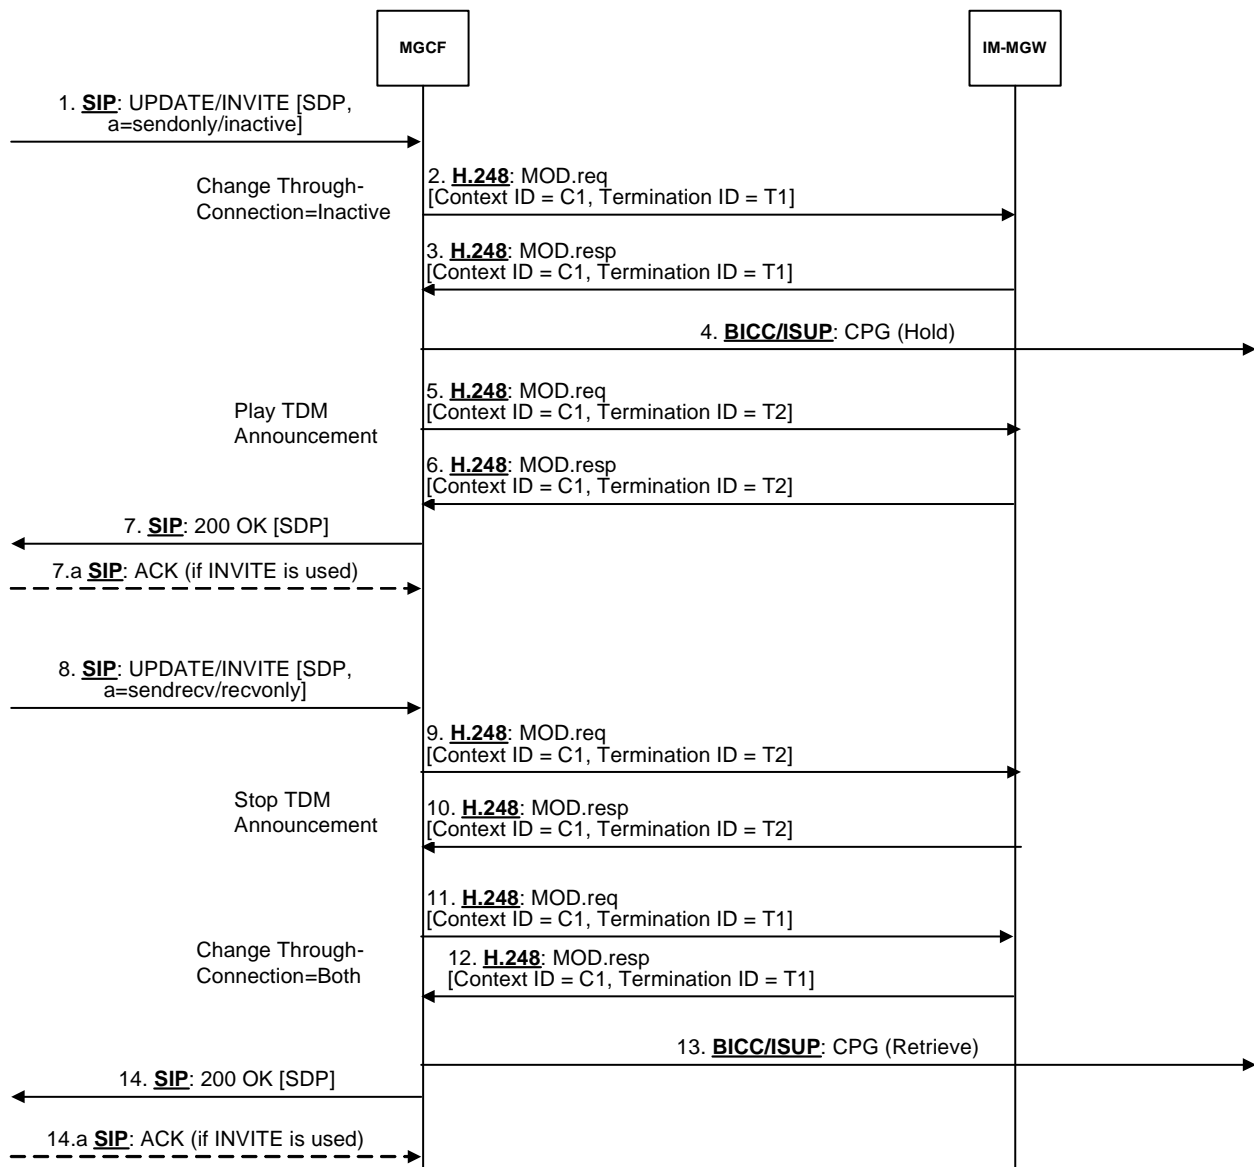 MGCF
IM-MGW
1. SIP: UPDATE/INVITE [SDP,
a=sendonly/inactive]
Change Through-
Connection=Inactive
2. H.248: MOD.req
[Context ID = C1, Termination ID = T1]
3. H.248: MOD.resp
[Context ID = C1, Termination ID = T1]
4. BICC/ISUP: CPG (Hold)
Play TDM
Announcement
5. H.248: MOD.req
[Context ID = C1, Termination ID = T2]
6. H.248: MOD.resp
[Context ID = C1, Termination ID = T2]
7. SIP: 200 OK [SDP]
7.a SIP: ACK (if INVITE is used)
8. SIP: UPDATE/INVITE [SDP,
a=sendrecv/recvonly]
9. H.248: MOD.req
[Context ID = C1, Termination ID = T2]
Stop TDM
Announcement
10. H.248: MOD.resp
[Context ID = C1, Termination ID = T2]
11. H.248: MOD.req
[Context ID = C1, Termination ID = T1]
Change Through-
Connection=Both
12. H.248: MOD.resp
[Context ID = C1, Termination ID = T1]
13. BICC/ISUP: CPG (Retrieve)
14. SIP: 200 OK [SDP]
14.a SIP: ACK (if INVITE is used)